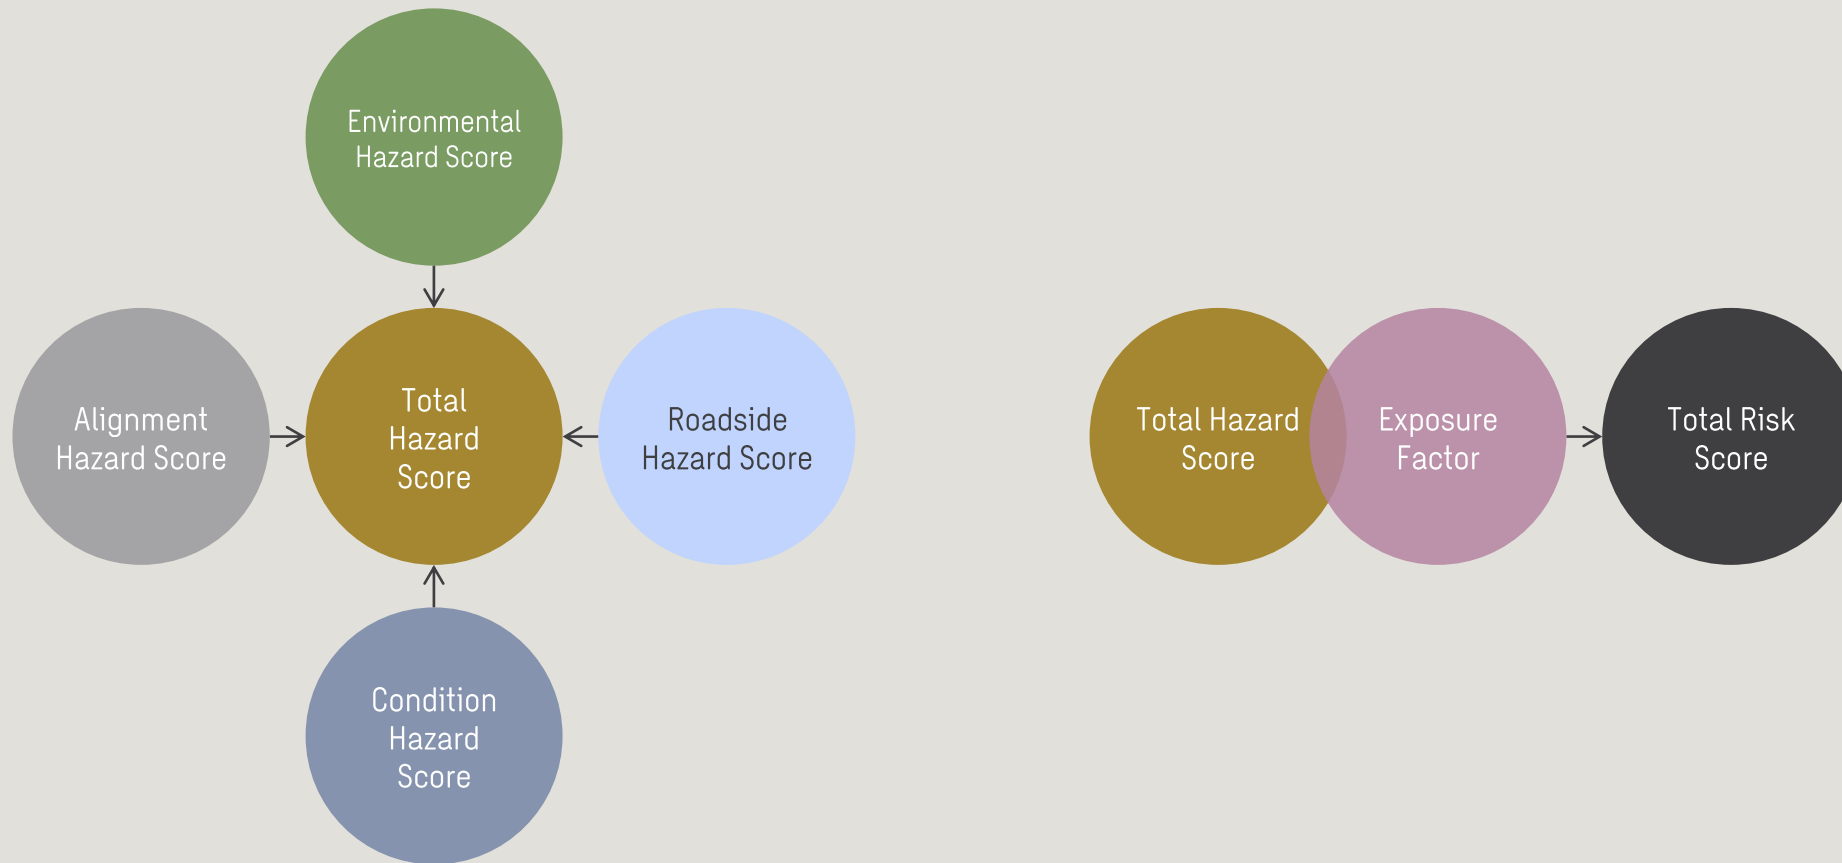 Environmental
Hazard Score
Alignment
Hazard Score
Total
Hazard
Score
Roadside
Hazard Score
Condition
Hazard
Score
Total Hazard
Score
Exposure
Factor
Total Risk
Score